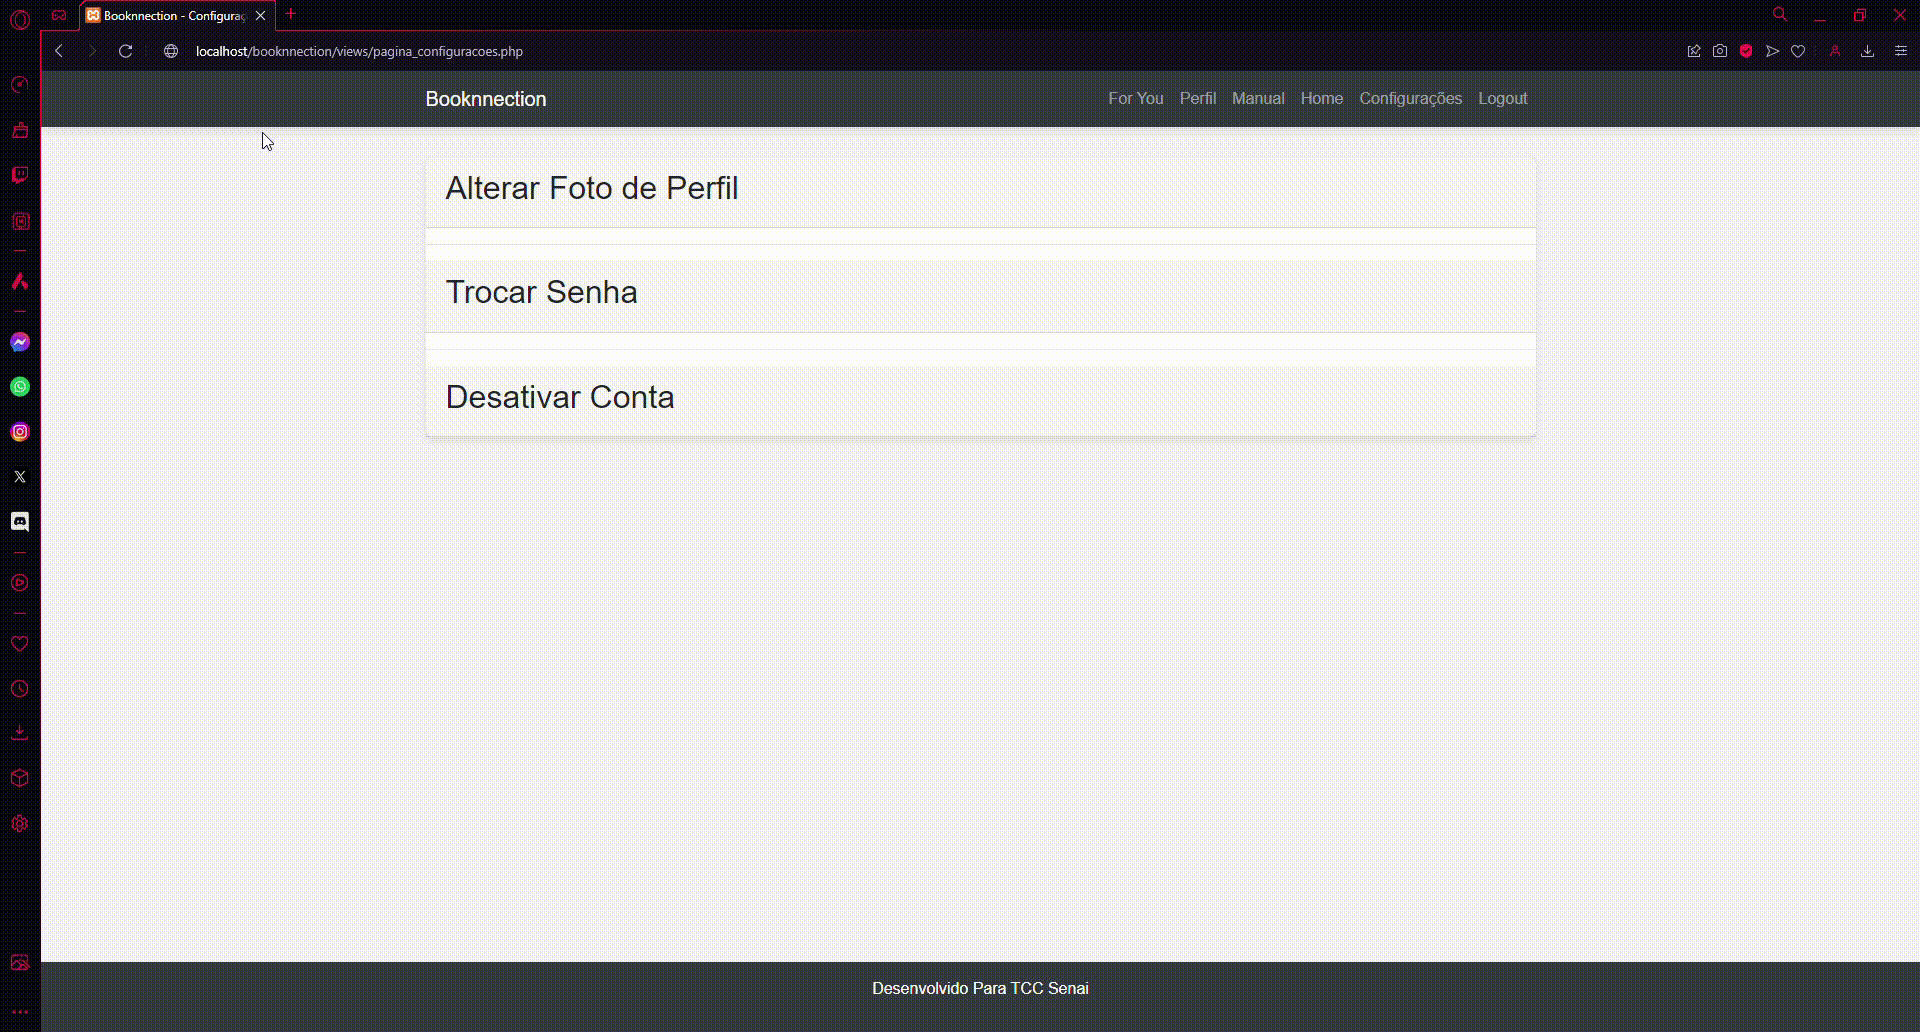 Booknnection - Configuraç
localhost/booknnection/views/pagina_configuracoes.php
Booknnection
For You Perfil Manual Home Configurações Logout
Alterar Foto de Perfil
Trocar Senha
Desativar Conta
Desenvolvido Para TCC Senai